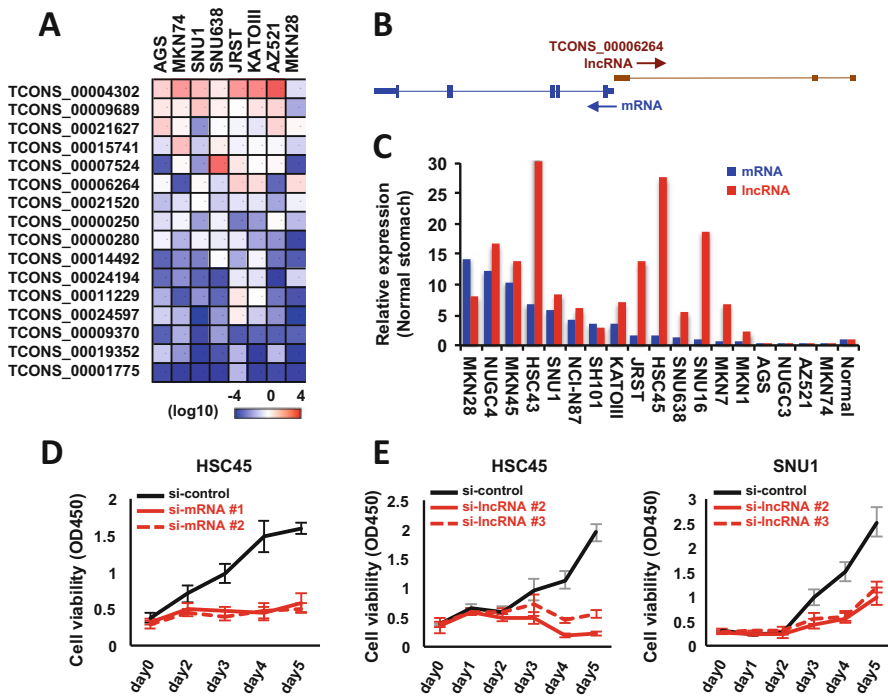 A
AGS
MKN74
SNU1
SNU638
JRST
KATOIII
AZ521
MKN28
TCONS_00004302
TCONS_00009689
TCONS_00021627
TCONS_00015741
TCONS_00007524
TCONS_00006264
TCONS_00021520
TCONS_00000250
TCONS_00000280
TCONS_00014492
TCONS_00024194
TCONS_00011229
TCONS_00024597
TCONS_00009370
TCONS_00019352
TCONS_00001775
(log10)
-4
0
4
B
TCONS_00006264
lncRNA
mRNA
C
Relative expression
(Normal stomach)
30
25
20
15
10
5
0
mRNA
lncRNA
MKN28
NUGC4
MKN45
HSC43
SNU1
NCI-N87
SH101
KATOIII
JRST
HSC45
SNU638
SNU16
MKN7
MKN1
AGS
NUGC3
AZ521
MKN74
Normal
D
HSC45
Cell viability (OD450)
2
1.5
1
0.5
0
si-control
si-mRNA #1
si-mRNA #2
day0
day2
day3
day4
day5
E
HSC45
Cell viability (OD450)
2.5
2
1.5
1
0.5
0
si-control
si-lncRNA #2
si-lncRNA #3
day0
day1
day2
day3
day4
day5
SNU1
Cell viability (OD450)
3
2.5
2
1.5
1
0.5
0
si-control
si-lncRNA #2
si-lncRNA #3
day0
day1
day2
day3
day4
day5